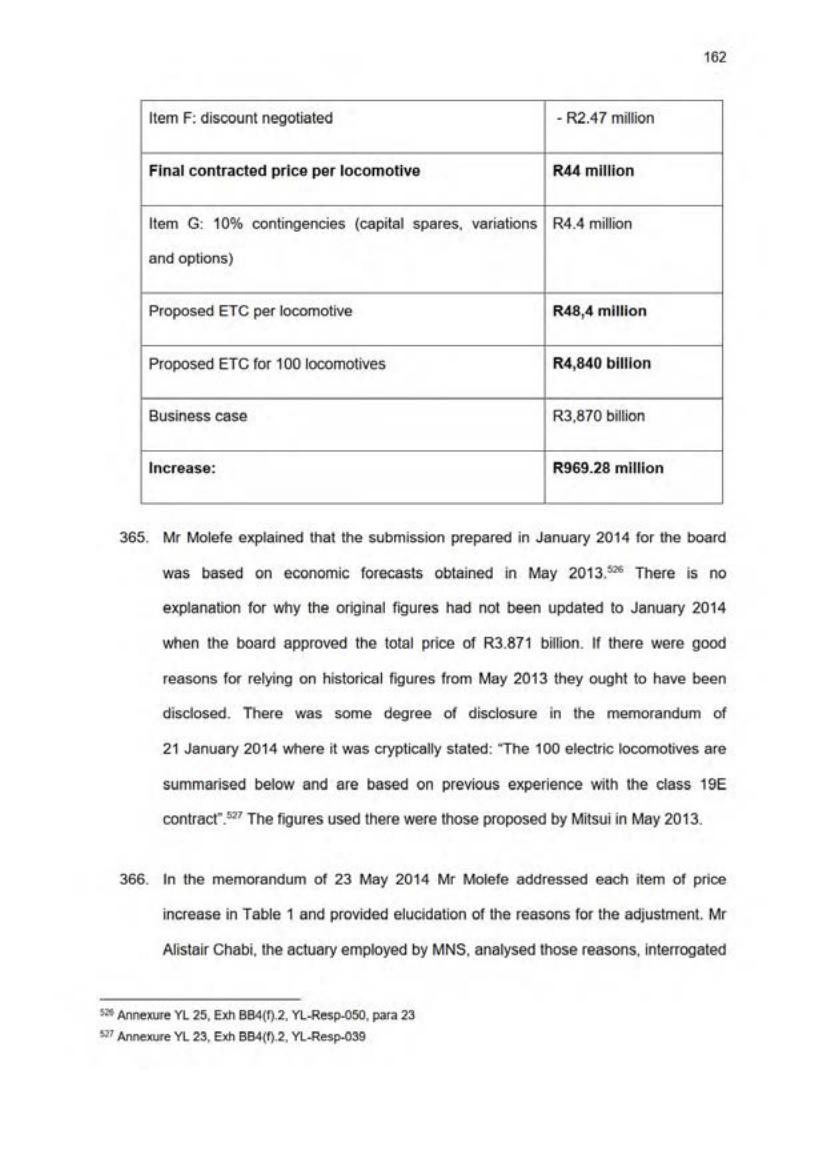 162
Item F: discount negotiated - R2.47 million
Final contracted price per locomotive R44 million
Item G: 10% contingencies (capital spares, variations R4.4 million
and options)
Proposed ETC per locomotive R48,4 million
Proposed ETC for 100 locomotives R4,840 billion
Business case R3,870 billion
Increase: R969.28 million
365. Mr Molefe explained that the submission prepared in January 2014 for the board
was based on economic forecasts obtained in May 2013.526 There is no
explanation for why the original figures had not been updated to January 2014
when the board approved the total price of R3.871 billion. If there were good
reasons for relying on historical figures from May 2013 they ought to have been
disclosed. There was some degree of disclosure in the memorandum of
21 January 2014 where it was cryptically stated: “The 100 electric locomotives are
summarised below and are based on previous experience with the class 19E
contract”.527 The figures used there were those proposed by Mitsui in May 2013.
366. In the memorandum of 23 May 2014 Mr Molefe addressed each item of price
increase in Table 1 and provided elucidation of the reasons for the adjustment. Mr
Alistair Chabi, the actuary employed by MNS, analysed those reasons, interrogated
526 Annexure YL 25, Exh BB4(f).2, YL-Resp-050, para 23
527 Annexure YL 23, Exh BB4(f).2, YL-Resp-039